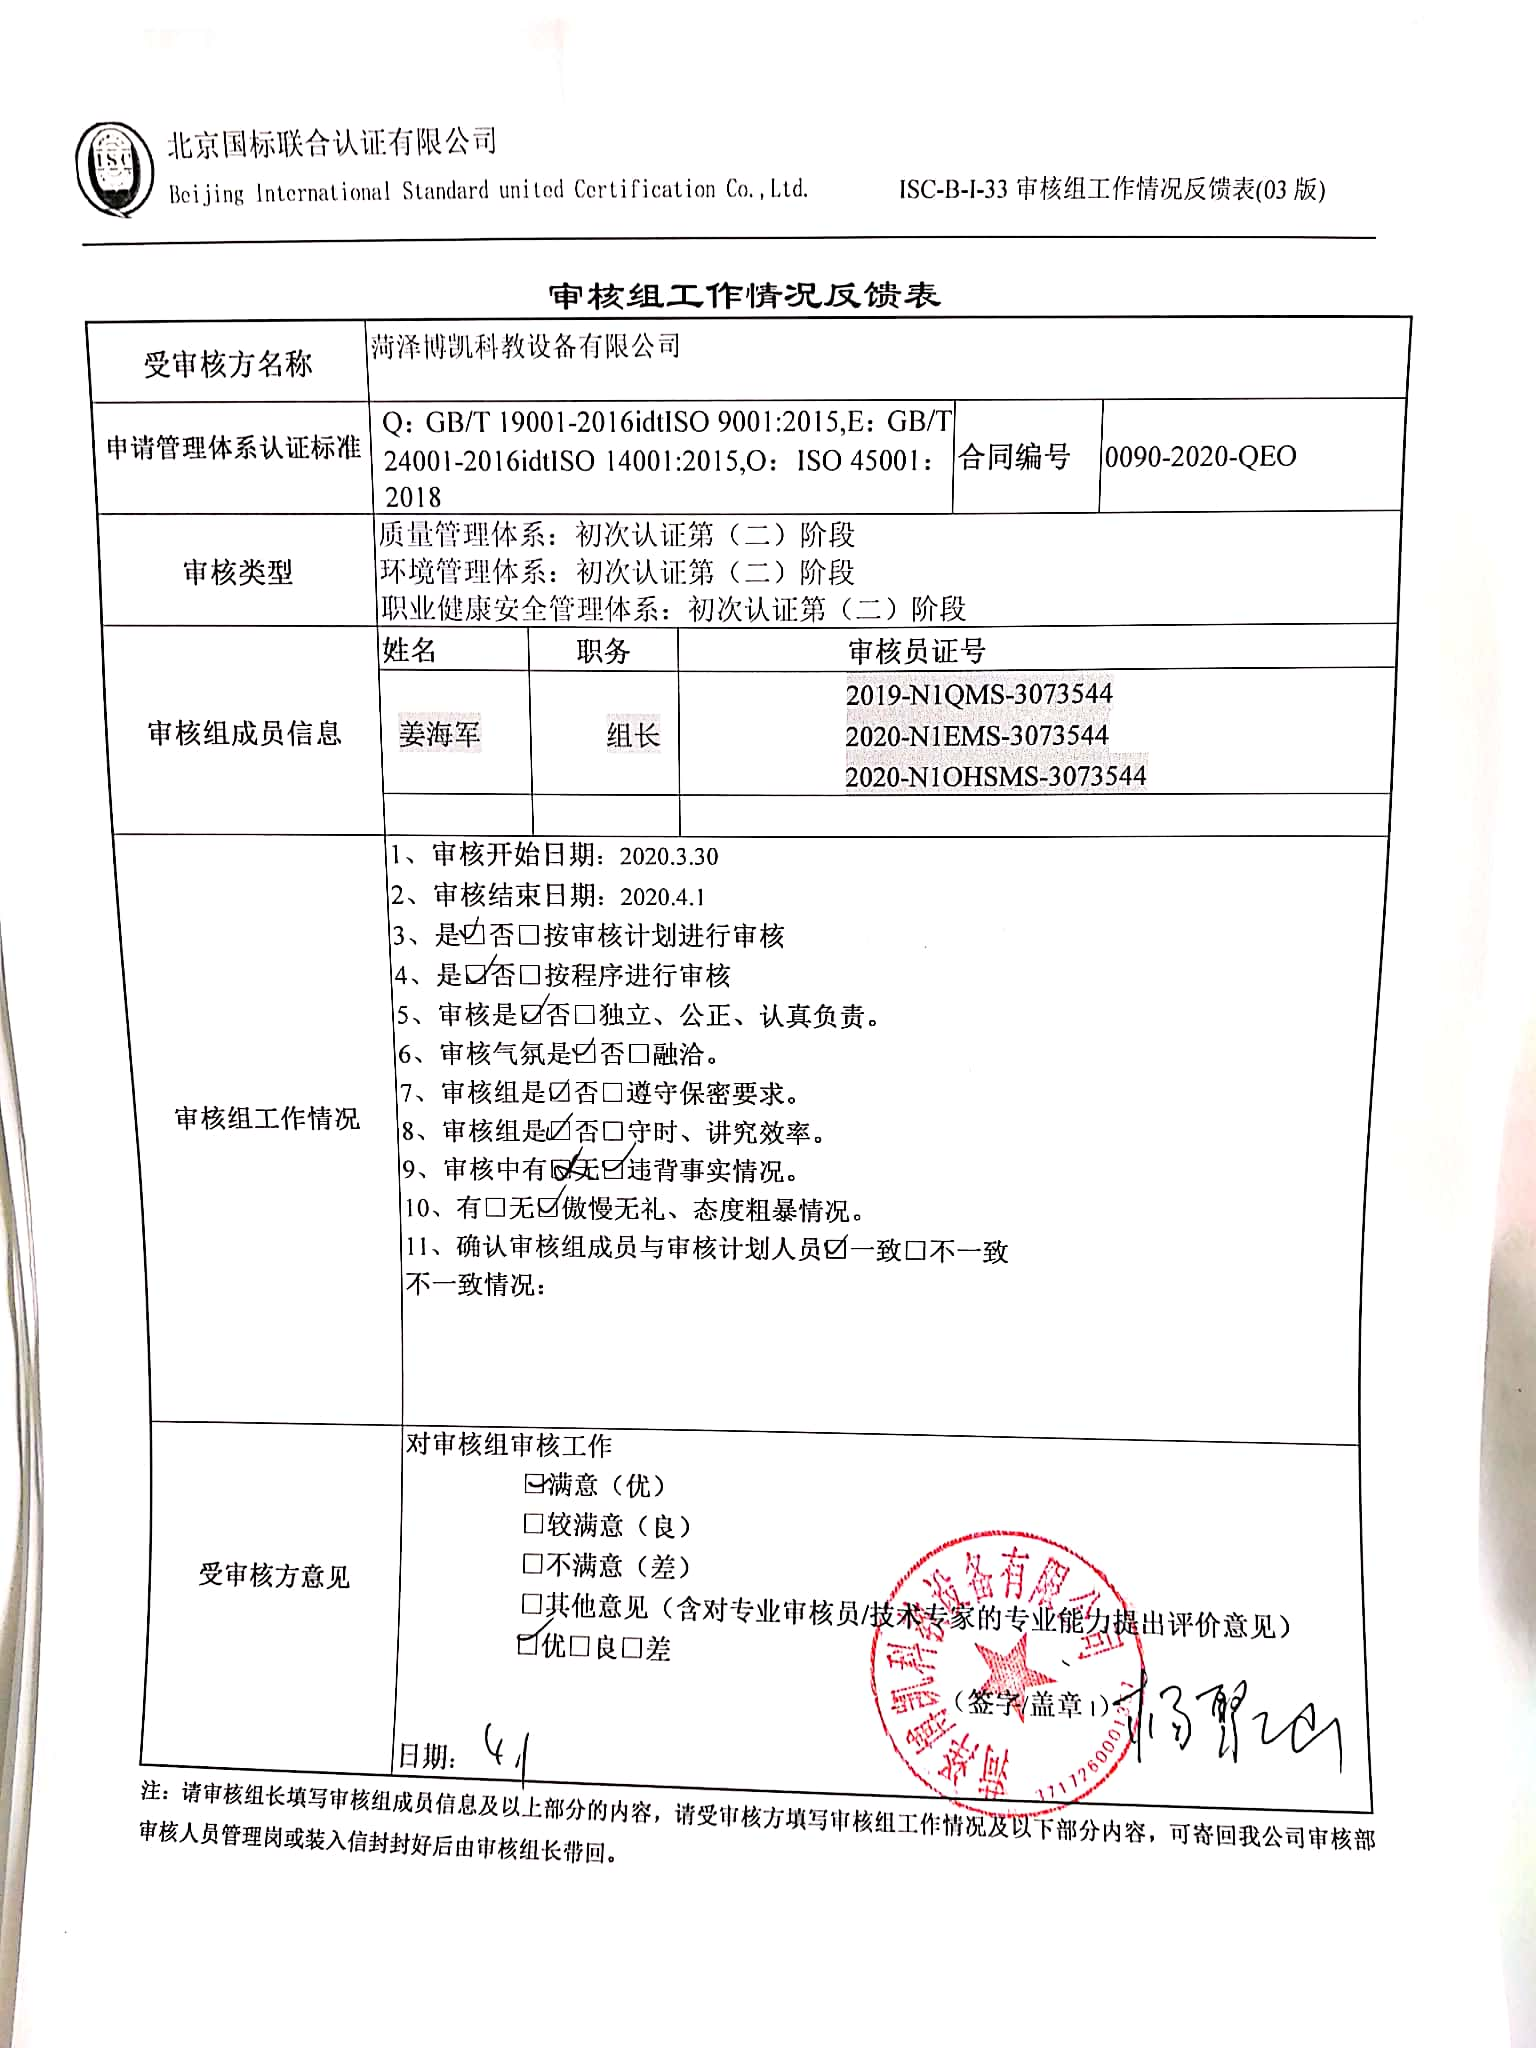 ISC
北京国标联合认证有限公司
Beijing International Standard united Certification Co.,Ltd.
ISC-B-I-33 审核组工作情况反馈表(03 版)
审核组工作情况反馈表
受审核方名称
菏泽博凯科教设备有限公司
申请管理体系认证标准
Q：GB/T 19001-2016idtISO 9001:2015,E：GB/T
24001-2016idtISO 14001:2015,O：ISO 45001：
2018
合同编号
0090-2020-QEO
审核类型
质量管理体系：初次认证第（二）阶段
环境管理体系：初次认证第（二）阶段
职业健康安全管理体系：初次认证第（二）阶段
审核组成员信息
姓名 职务 审核员证号
姜海军 组长
2019-N1QMS-3073544
2020-N1EMS-3073544
2020-N1OHSMS-3073544
审核组工作情况
1、审核开始日期：2020.3.30
2、审核结束日期：2020.4.1
3、是☑否□按审核计划进行审核
4、是☑否□按程序进行审核
5、审核是☑否□独立、公正、认真负责。
6、审核气氛是☑否□融洽。
7、审核组是☑否□遵守保密要求。
8、审核组是☑否□守时、讲究效率。
9、审核中有☒无☑违背事实情况。
10、有□无☑傲慢无礼、态度粗暴情况。
11、确认审核组成员与审核计划人员☑一致□不一致
不一致情况：
受审核方意见
对审核组审核工作
☑满意（优）
□较满意（良）
□不满意（差）
□其他意见（含对专业审核员/技术专家的专业能力提出评价意见）
☑优□良□差
（签字/盖章）
日期： 4.1
菏泽博凯科教设备有限公司
注：请审核组长填写审核组成员信息及以上部分的内容，请受审核方填写审核组工作情况及以下部分内容，可寄回我公司审核部
审核人员管理岗或装入信封封好后由审核组长带回。